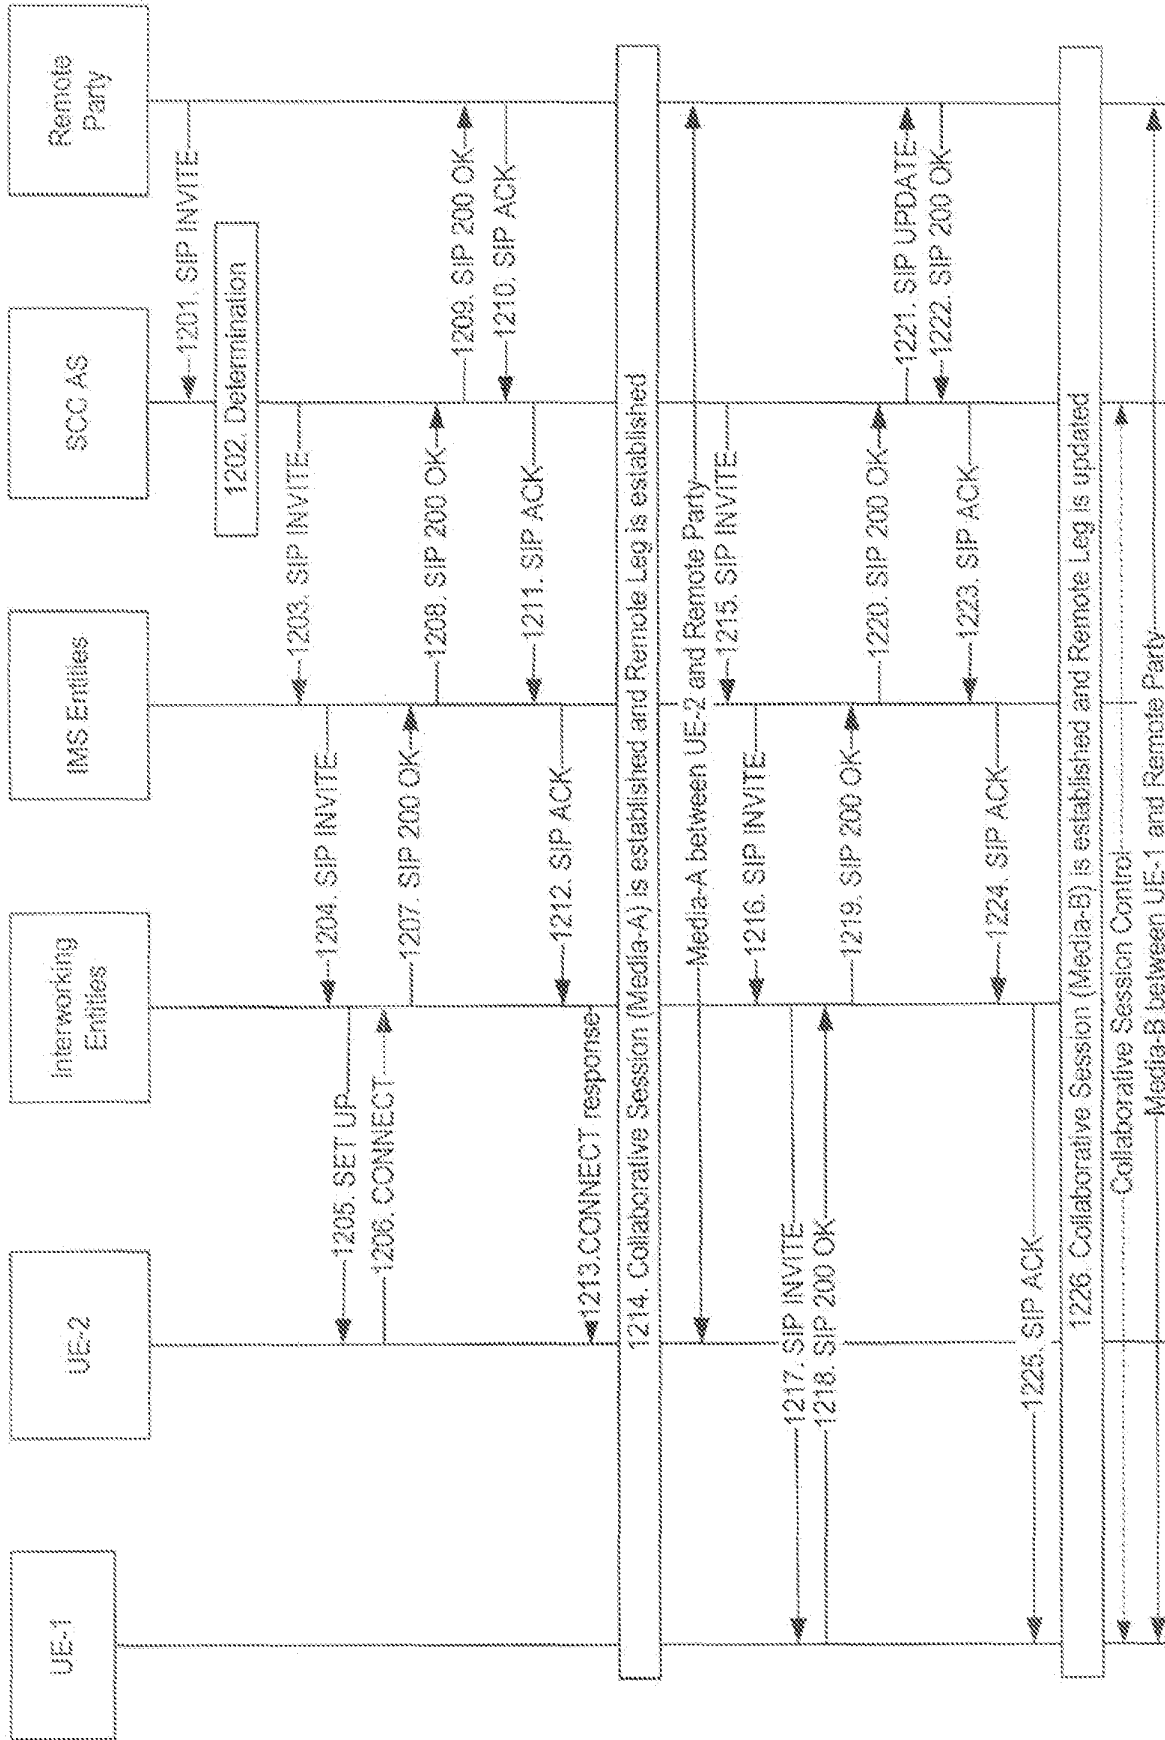 UE-1
UE-2
Interworking
Entities
IMS Entities
SCC AS
Remote
Party
1201. SIP INVITE
1202. Determination
1203. SIP INVITE
1204. SIP INVITE
1205. SET UP
1206. CONNECT
1207. SIP 200 OK
1208. SIP 200 OK
1209. SIP 200 OK
1210. SIP ACK
1211. SIP ACK
1212. SIP ACK
1213.CONNECT response
1214. Collaborative Session (Media-A) is established and Remote Leg is established
Media-A between UE-2 and Remote Party
1215. SIP INVITE
1216. SIP INVITE
1217. SIP INVITE
1218. SIP 200 OK
1219. SIP 200 OK
1220. SIP 200 OK
1221. SIP UPDATE
1222. SIP 200 OK
1223. SIP ACK
1224. SIP ACK
1225. SIP ACK
1226. Collaborative Session (Media-B) is established and Remote Leg is updated
Collaborative Session Control
Media-B between UE-1 and Remote Party